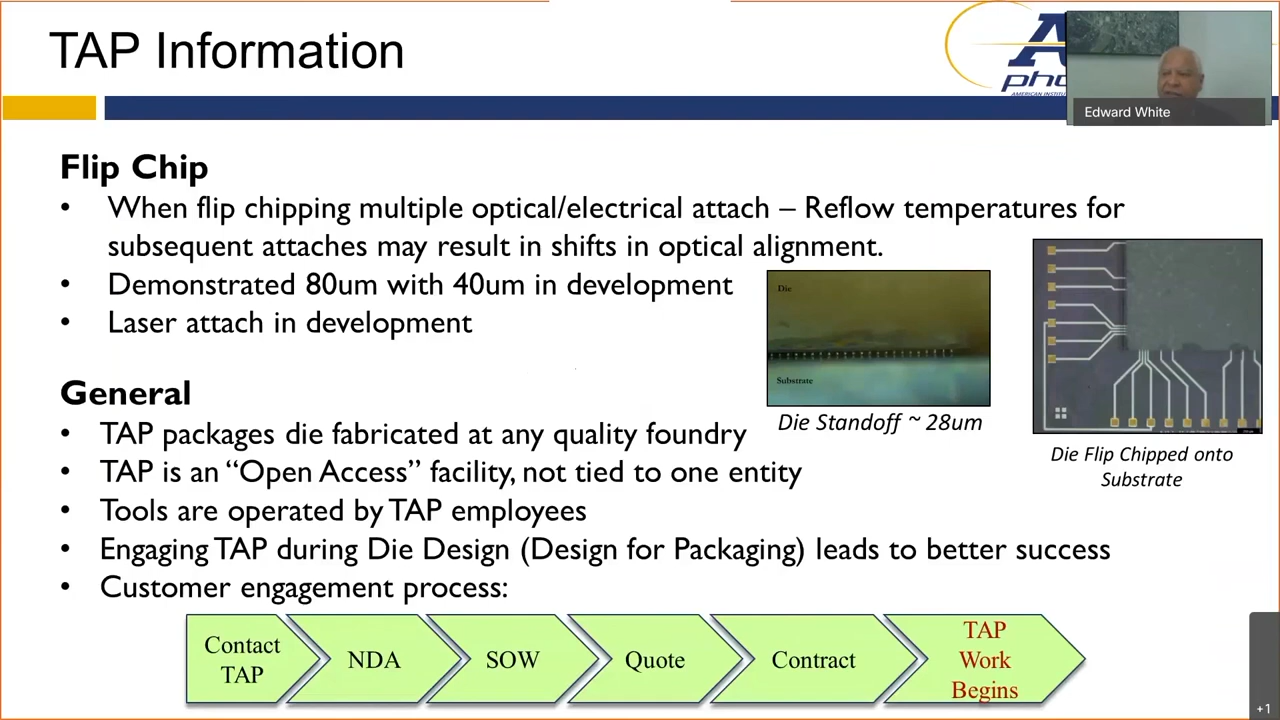 TAP Information
pho
AMERICAN INSTIT
Edward White
Flip Chip
• When flip chipping multiple optical/electrical attach – Reflow temperatures for
subsequent attaches may result in shifts in optical alignment.
• Demonstrated 80um with 40um in development
• Laser attach in development
Die
Substrate
Die Standoff ~ 28um
Die Flip Chipped onto
Substrate
General
• TAP packages die fabricated at any quality foundry
• TAP is an “Open Access” facility, not tied to one entity
• Tools are operated by TAP employees
• Engaging TAP during Die Design (Design for Packaging) leads to better success
• Customer engagement process:
Contact
TAP
NDA
SOW
Quote
Contract
TAP
Work
Begins
+1